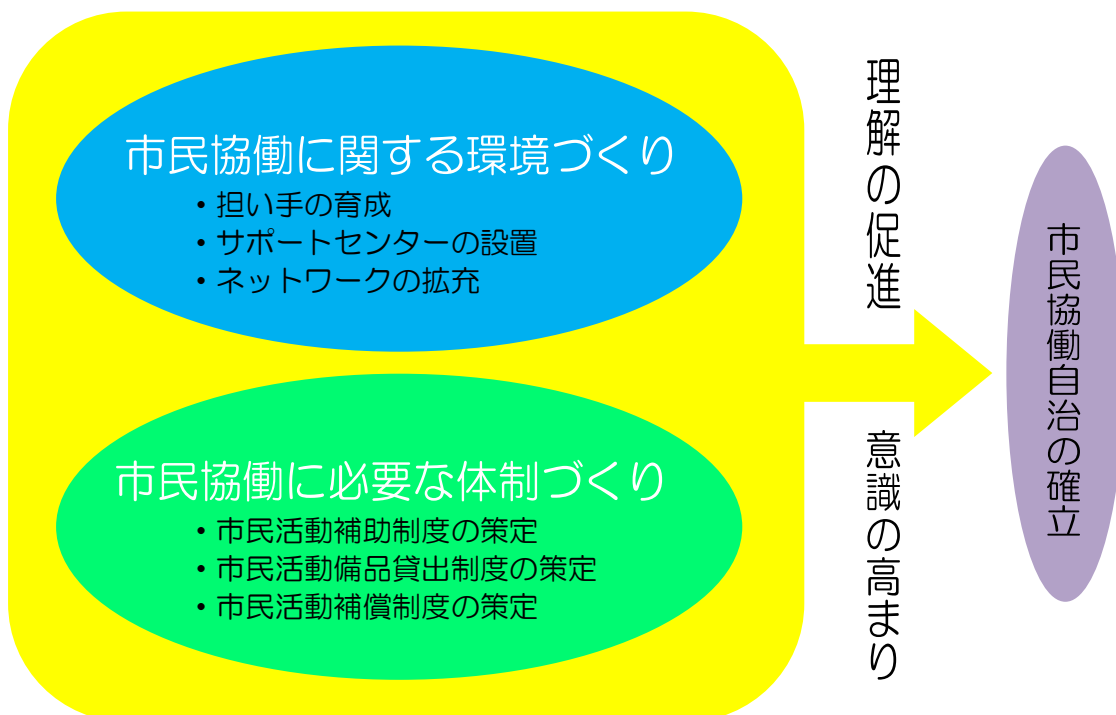 市民協働に関する環境づくり
・担い手の育成
・サポートセンターの設置
・ネットワークの拡充
市民協働に必要な体制づくり
・市民活動補助制度の策定
・市民活動備品貸出制度の策定
・市民活動補償制度の策定
理解の促進
意識の高まり
市民協働自治の確立